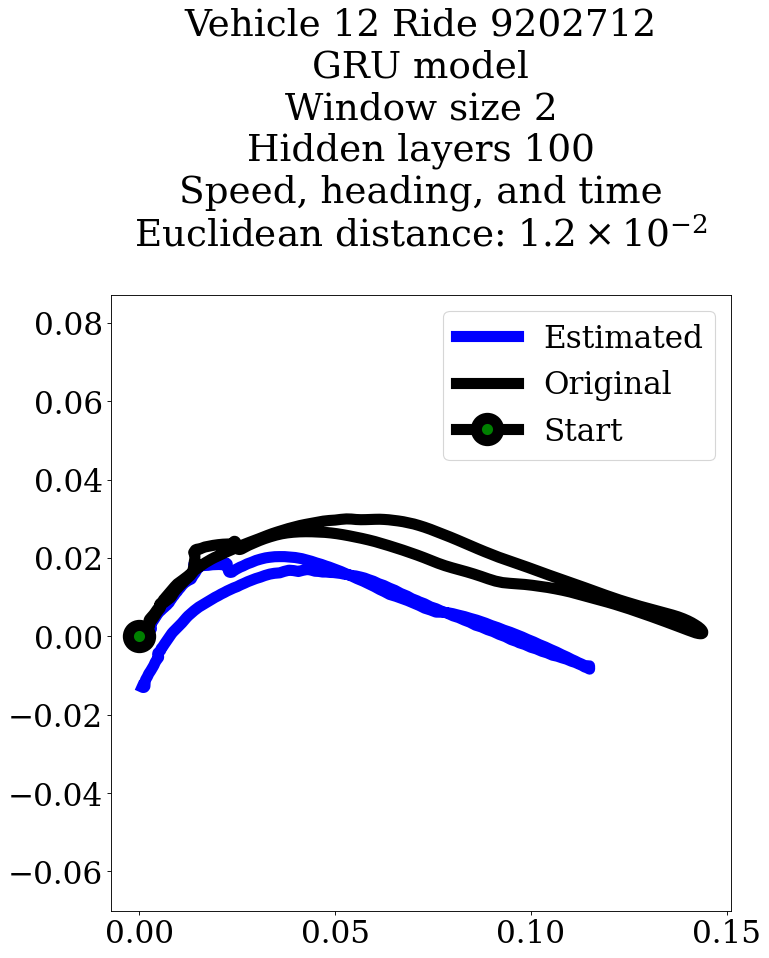 Vehicle 12 Ride 9202712
GRU model
Window size 2
Hidden layers 100
Speed, heading, and time
Euclidean distance: 1.2 × 10⁻²
Estimated
Original
Start
0.08
0.06
0.04
0.02
0.00
−0.02
−0.04
−0.06
0.00 0.05 0.10 0.15